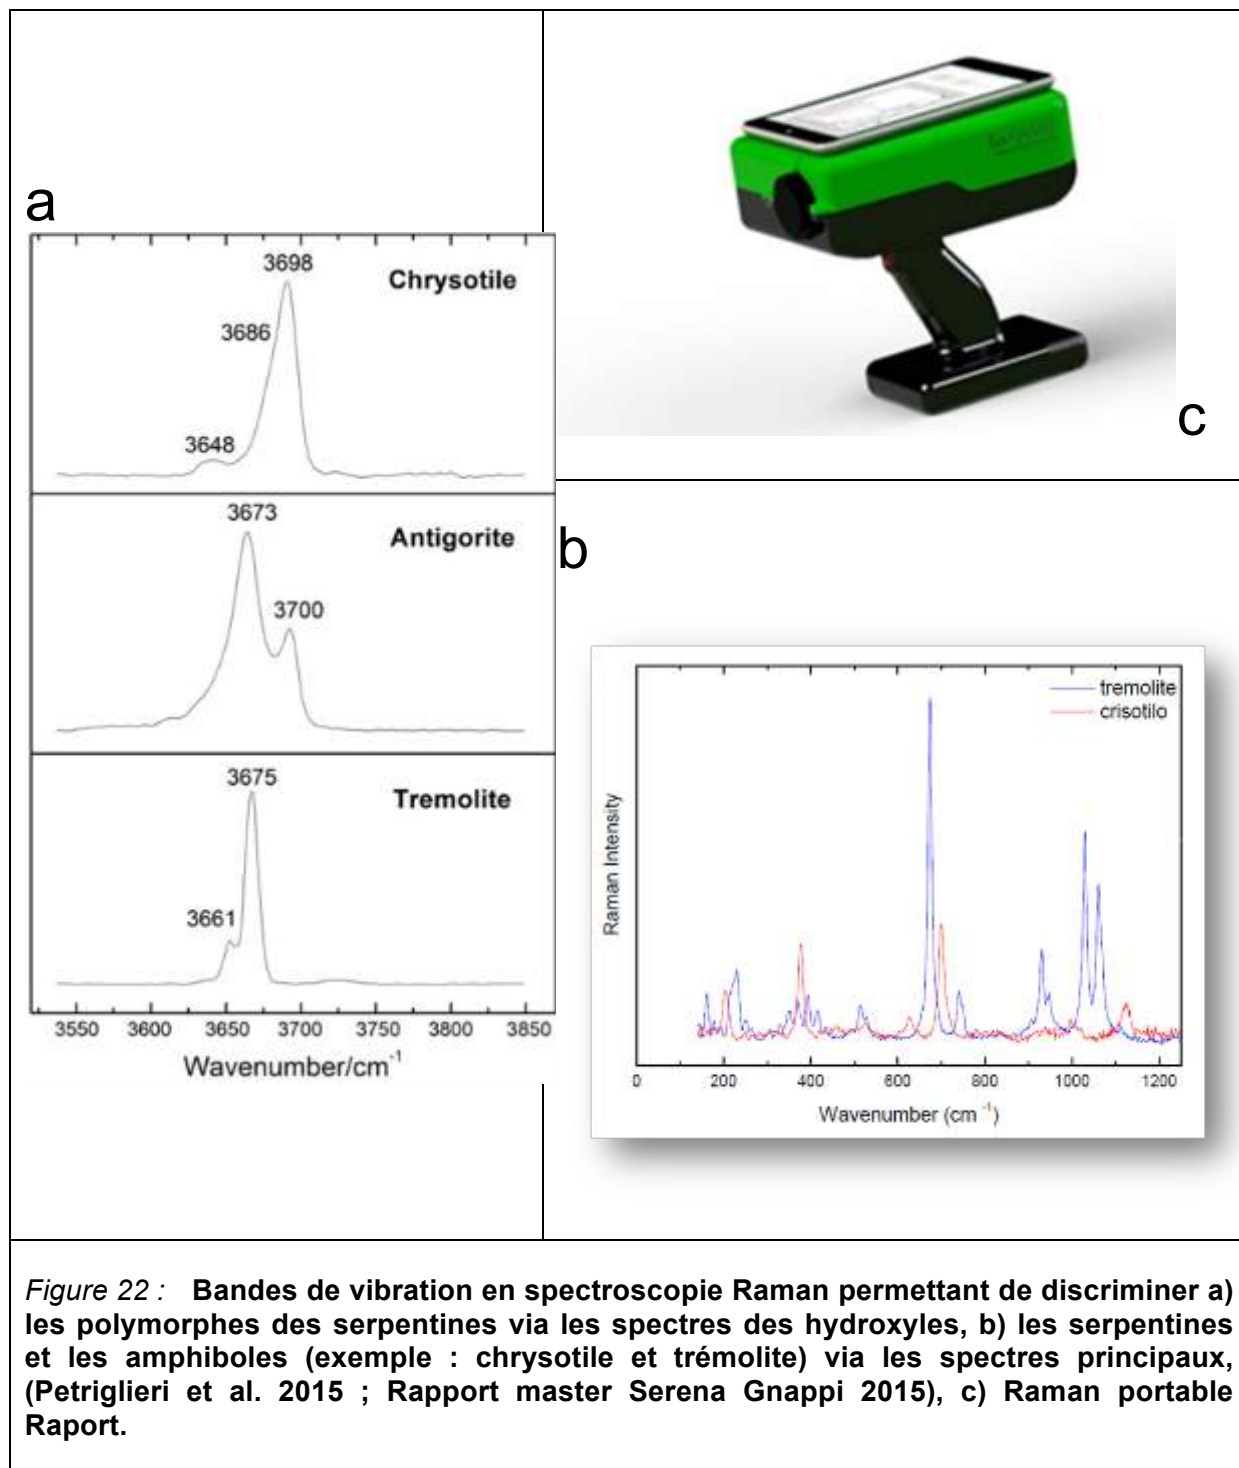 a
Chrysotile
3698
3686
3648
Antigorite
3673
3700
Tremolite
3675
3661
3550 3600 3650 3700 3750 3800 3850
Wavenumber/cm⁻¹
c
b
tremolite
crisotilo
Raman Intensity
0 200 400 600 800 1000 1200
Wavenumber (cm ⁻¹)
Figure 22 : Bandes de vibration en spectroscopie Raman permettant de discriminer a)
les polymorphes des serpentines via les spectres des hydroxyles, b) les serpentines
et les amphiboles (exemple : chrysotile et trémolite) via les spectres principaux,
(Petriglieri et al. 2015 ; Rapport master Serena Gnappi 2015), c) Raman portable
Raport.